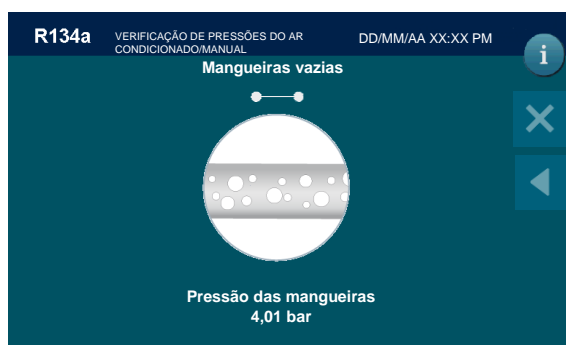 R134a
VERIFICAÇÃO DE PRESSÕES DO AR
CONDICIONADO/MANUAL
DD/MM/AA XX:XX PM
i
Mangueiras vazias
Pressão das mangueiras
4,01 bar